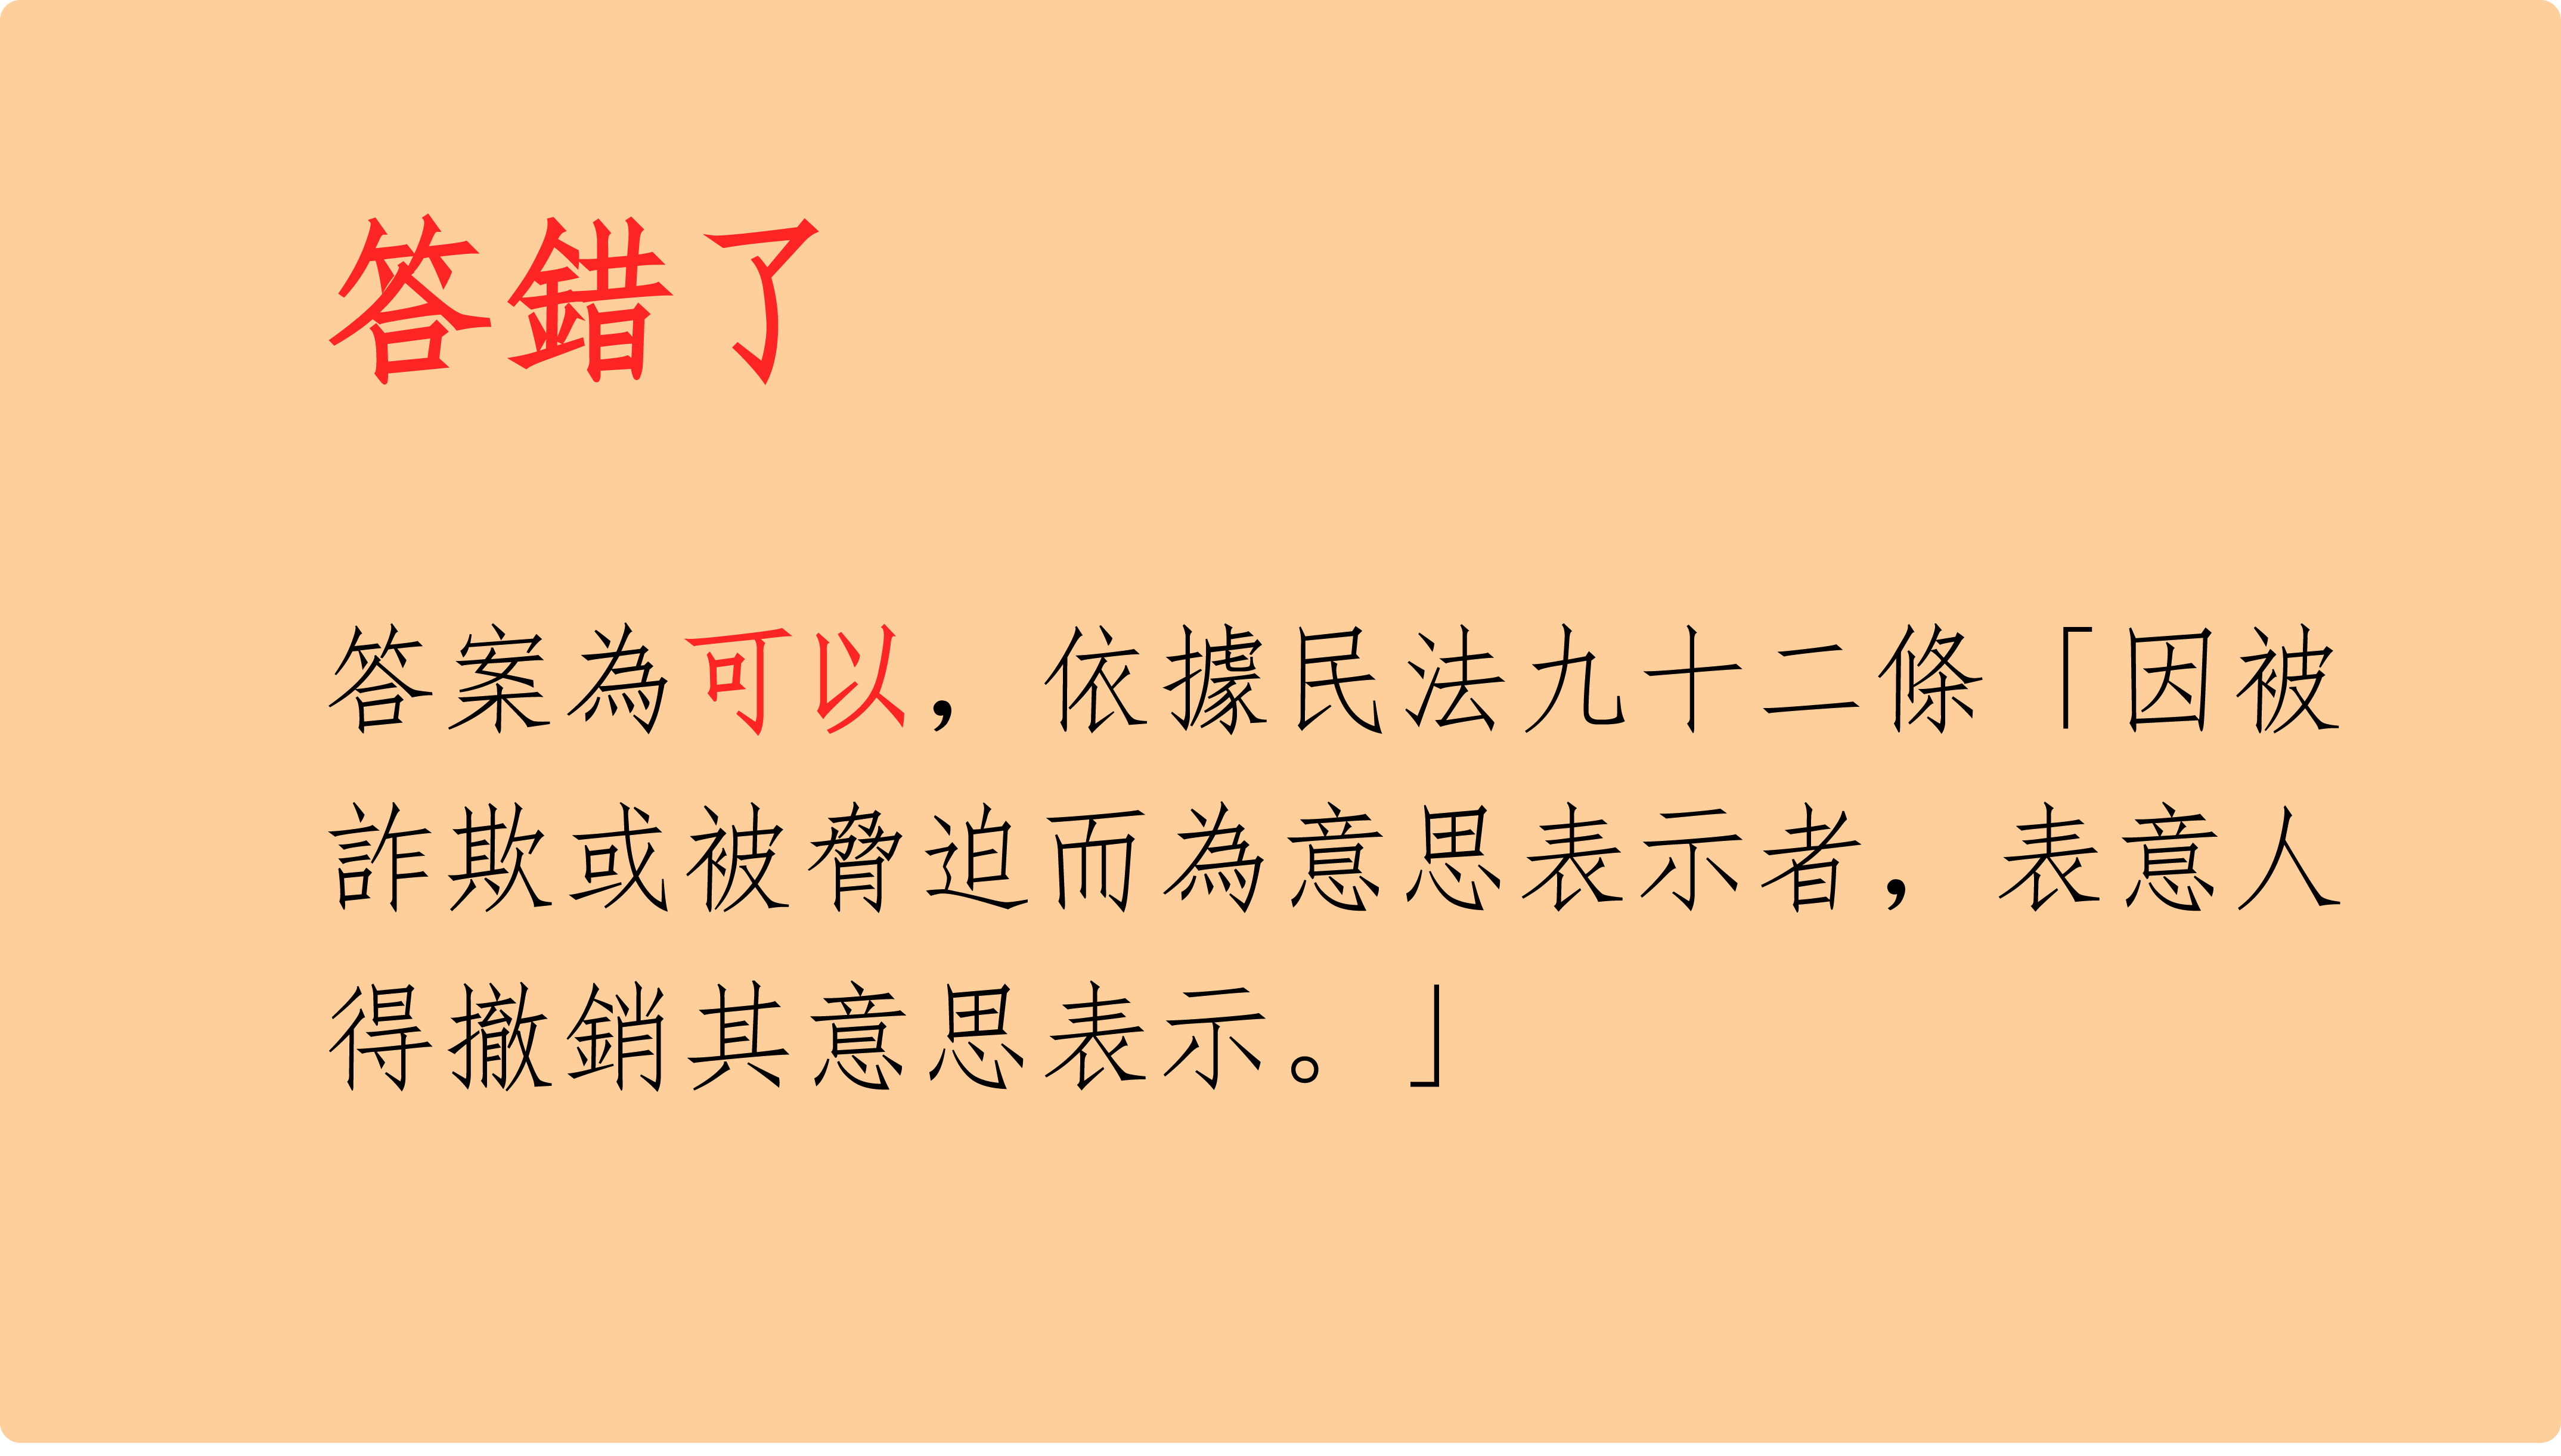 答錯了
答案為可以，依據民法九十二條「因被
詐欺或被脅迫而為意思表示者，表意人
得撤銷其意思表示。」